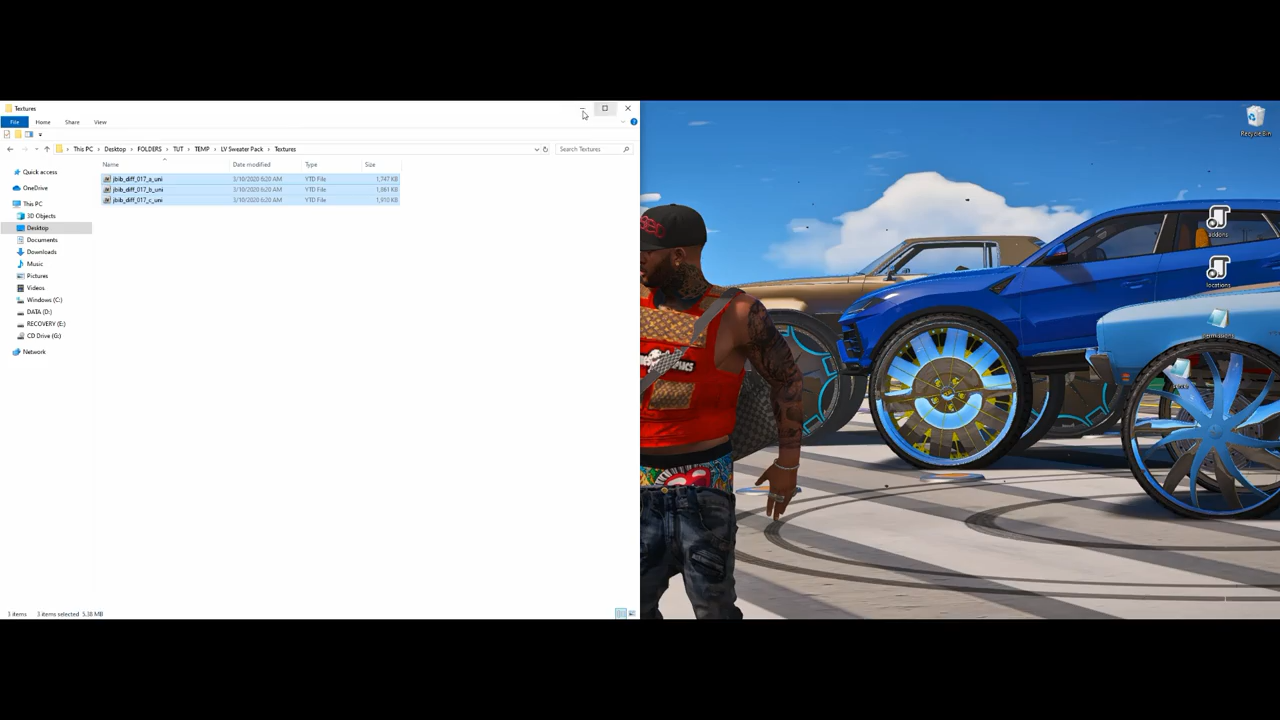 Textures
File Home Share View
This PC Desktop FOLDERS TUT TEMP LV Sweater Pack Textures
Search Textures
Name Date modified Type Size
jbib_diff_017_a_uni 3/10/2020 6:20 AM YTD File 1,747 KB
jbib_diff_017_b_uni 3/10/2020 6:20 AM YTD File 1,861 KB
jbib_diff_017_c_uni 3/10/2020 6:20 AM YTD File 1,910 KB
Quick access
OneDrive
This PC
3D Objects
Desktop
Documents
Downloads
Music
Pictures
Videos
Windows (C:)
DATA (D:)
RECOVERY (E:)
CD Drive (G:)
Network
3 items 3 items selected 5.38 MB
Recycle Bin
addons
locations